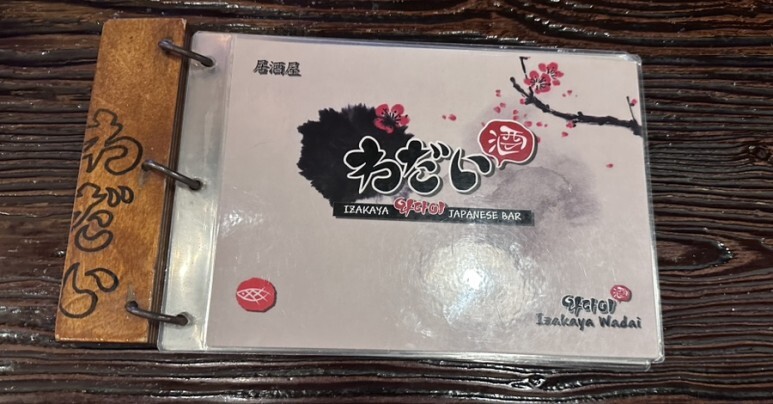 わだい
居酒屋
わだい 酒
IZAKAYA 와다이 JAPANESE BAR
와다이 酒
Izakaya Wadai